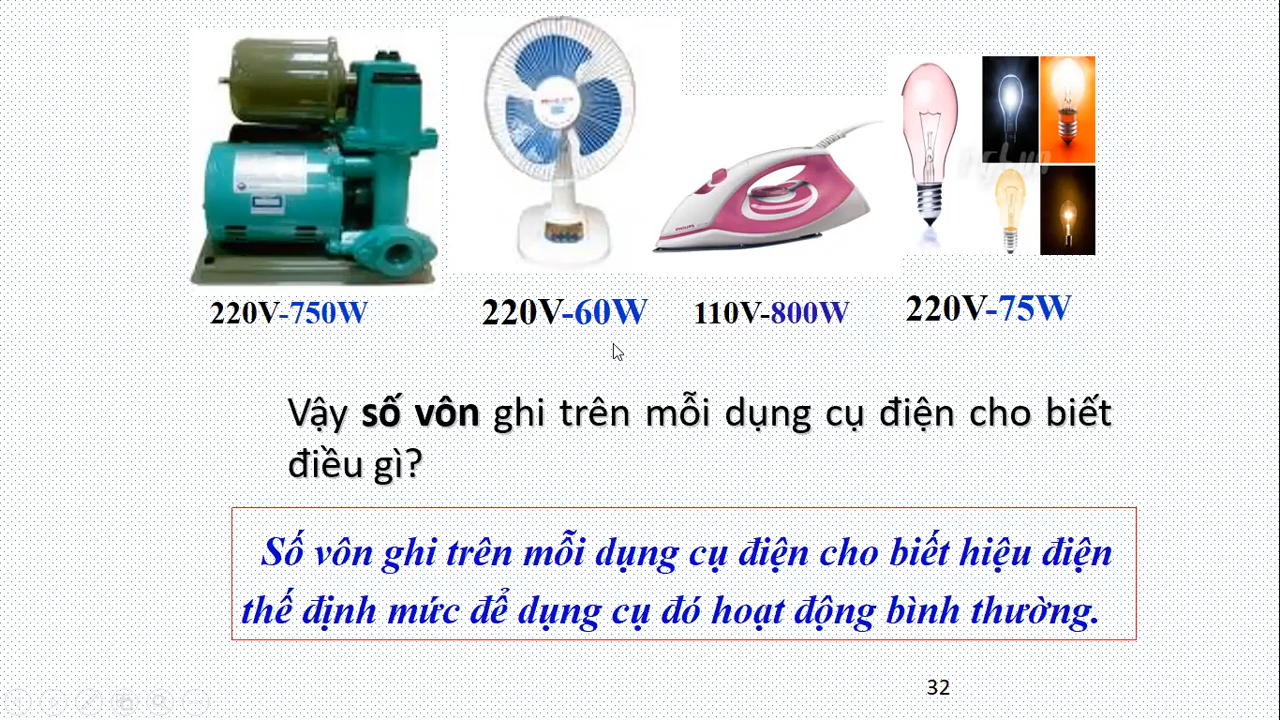 220V-750W
220V-60W
110V-800W
220V-75W
Vậy số vôn ghi trên mỗi dụng cụ điện cho biết
điều gì?
Số vôn ghi trên mỗi dụng cụ điện cho biết hiệu điện
thế định mức để dụng cụ đó hoạt động bình thường.
32